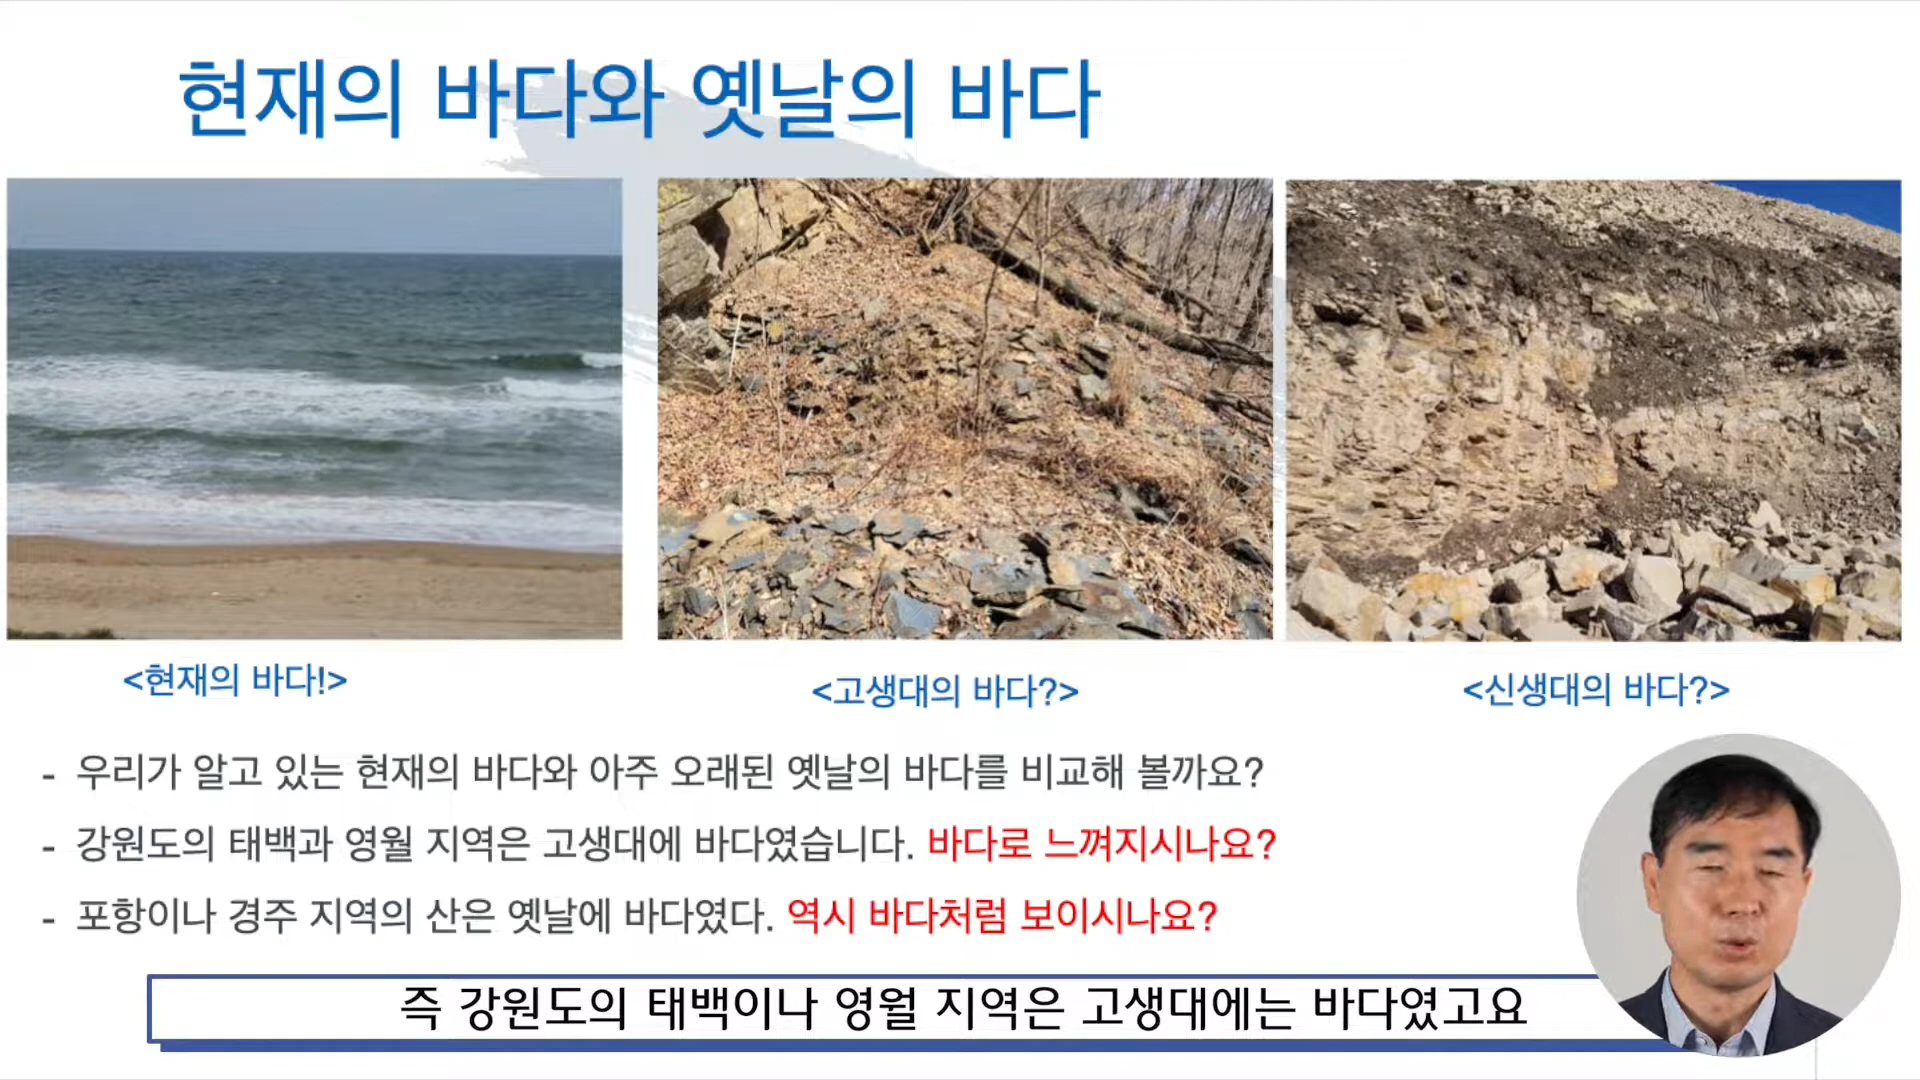 현재의 바다와 옛날의 바다
<현재의 바다!>
<고생대의 바다?>
<신생대의 바다?>
- 우리가 알고 있는 현재의 바다와 아주 오래된 옛날의 바다를 비교해 볼까요?
- 강원도의 태백과 영월 지역은 고생대에 바다였습니다. 바다로 느껴지시나요?
- 포항이나 경주 지역의 산은 옛날에 바다였다. 역시 바다처럼 보이시나요?
즉 강원도의 태백이나 영월 지역은 고생대에는 바다였고요